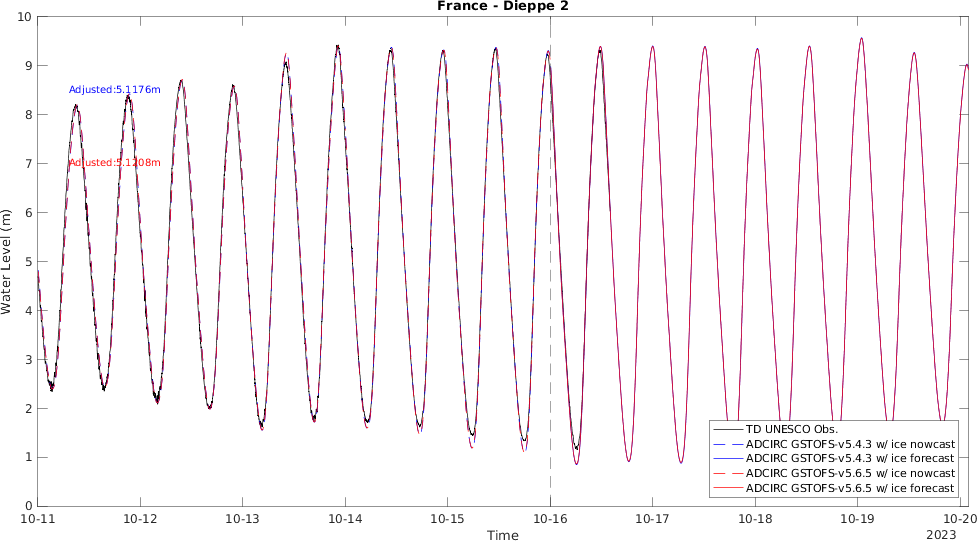 France - Dieppe 2
10
9
8
7
6
5
4
3
2
1
0
Water Level (m)
Adjusted:5.1176m
Adjusted:5.1208m
TD UNESCO Obs.
ADCIRC GSTOFS-v5.4.3 w/ ice nowcast
ADCIRC GSTOFS-v5.4.3 w/ ice forecast
ADCIRC GSTOFS-v5.6.5 w/ ice nowcast
ADCIRC GSTOFS-v5.6.5 w/ ice forecast
10-11 10-12 10-13 10-14 10-15 10-16 10-17 10-18 10-19 10-20
Time
2023